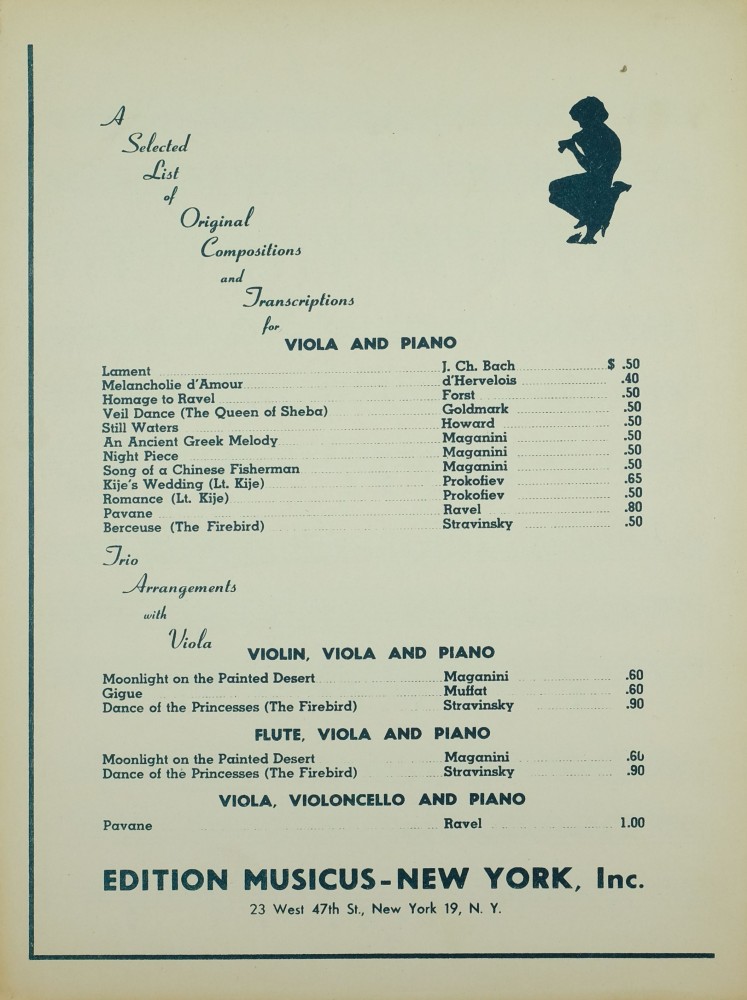 A
Selected
List
of
Original
Compositions
and
Transcriptions
for
VIOLA AND PIANO
Lament J. Ch. Bach $ .50
Melancholie d'Amour d'Hervelois .40
Homage to Ravel Forst .50
Veil Dance (The Queen of Sheba) Goldmark .50
Still Waters Howard .50
An Ancient Greek Melody Maganini .50
Night Piece Maganini .50
Song of a Chinese Fisherman Maganini .50
Kije's Wedding (Lt. Kije) Prokofiev .65
Romance (Lt. Kije) Prokofiev .50
Pavane Ravel .80
Berceuse (The Firebird) Stravinsky .50
Trio
Arrangements
with
Viola
VIOLIN, VIOLA AND PIANO
Moonlight on the Painted Desert Maganini .60
Gigue Muffat .60
Dance of the Princesses (The Firebird) Stravinsky .90
FLUTE, VIOLA AND PIANO
Moonlight on the Painted Desert Maganini .60
Dance of the Princesses (The Firebird) Stravinsky .90
VIOLA, VIOLONCELLO AND PIANO
Pavane Ravel 1.00
EDITION MUSICUS-NEW YORK, Inc.
23 West 47th St., New York 19, N. Y.